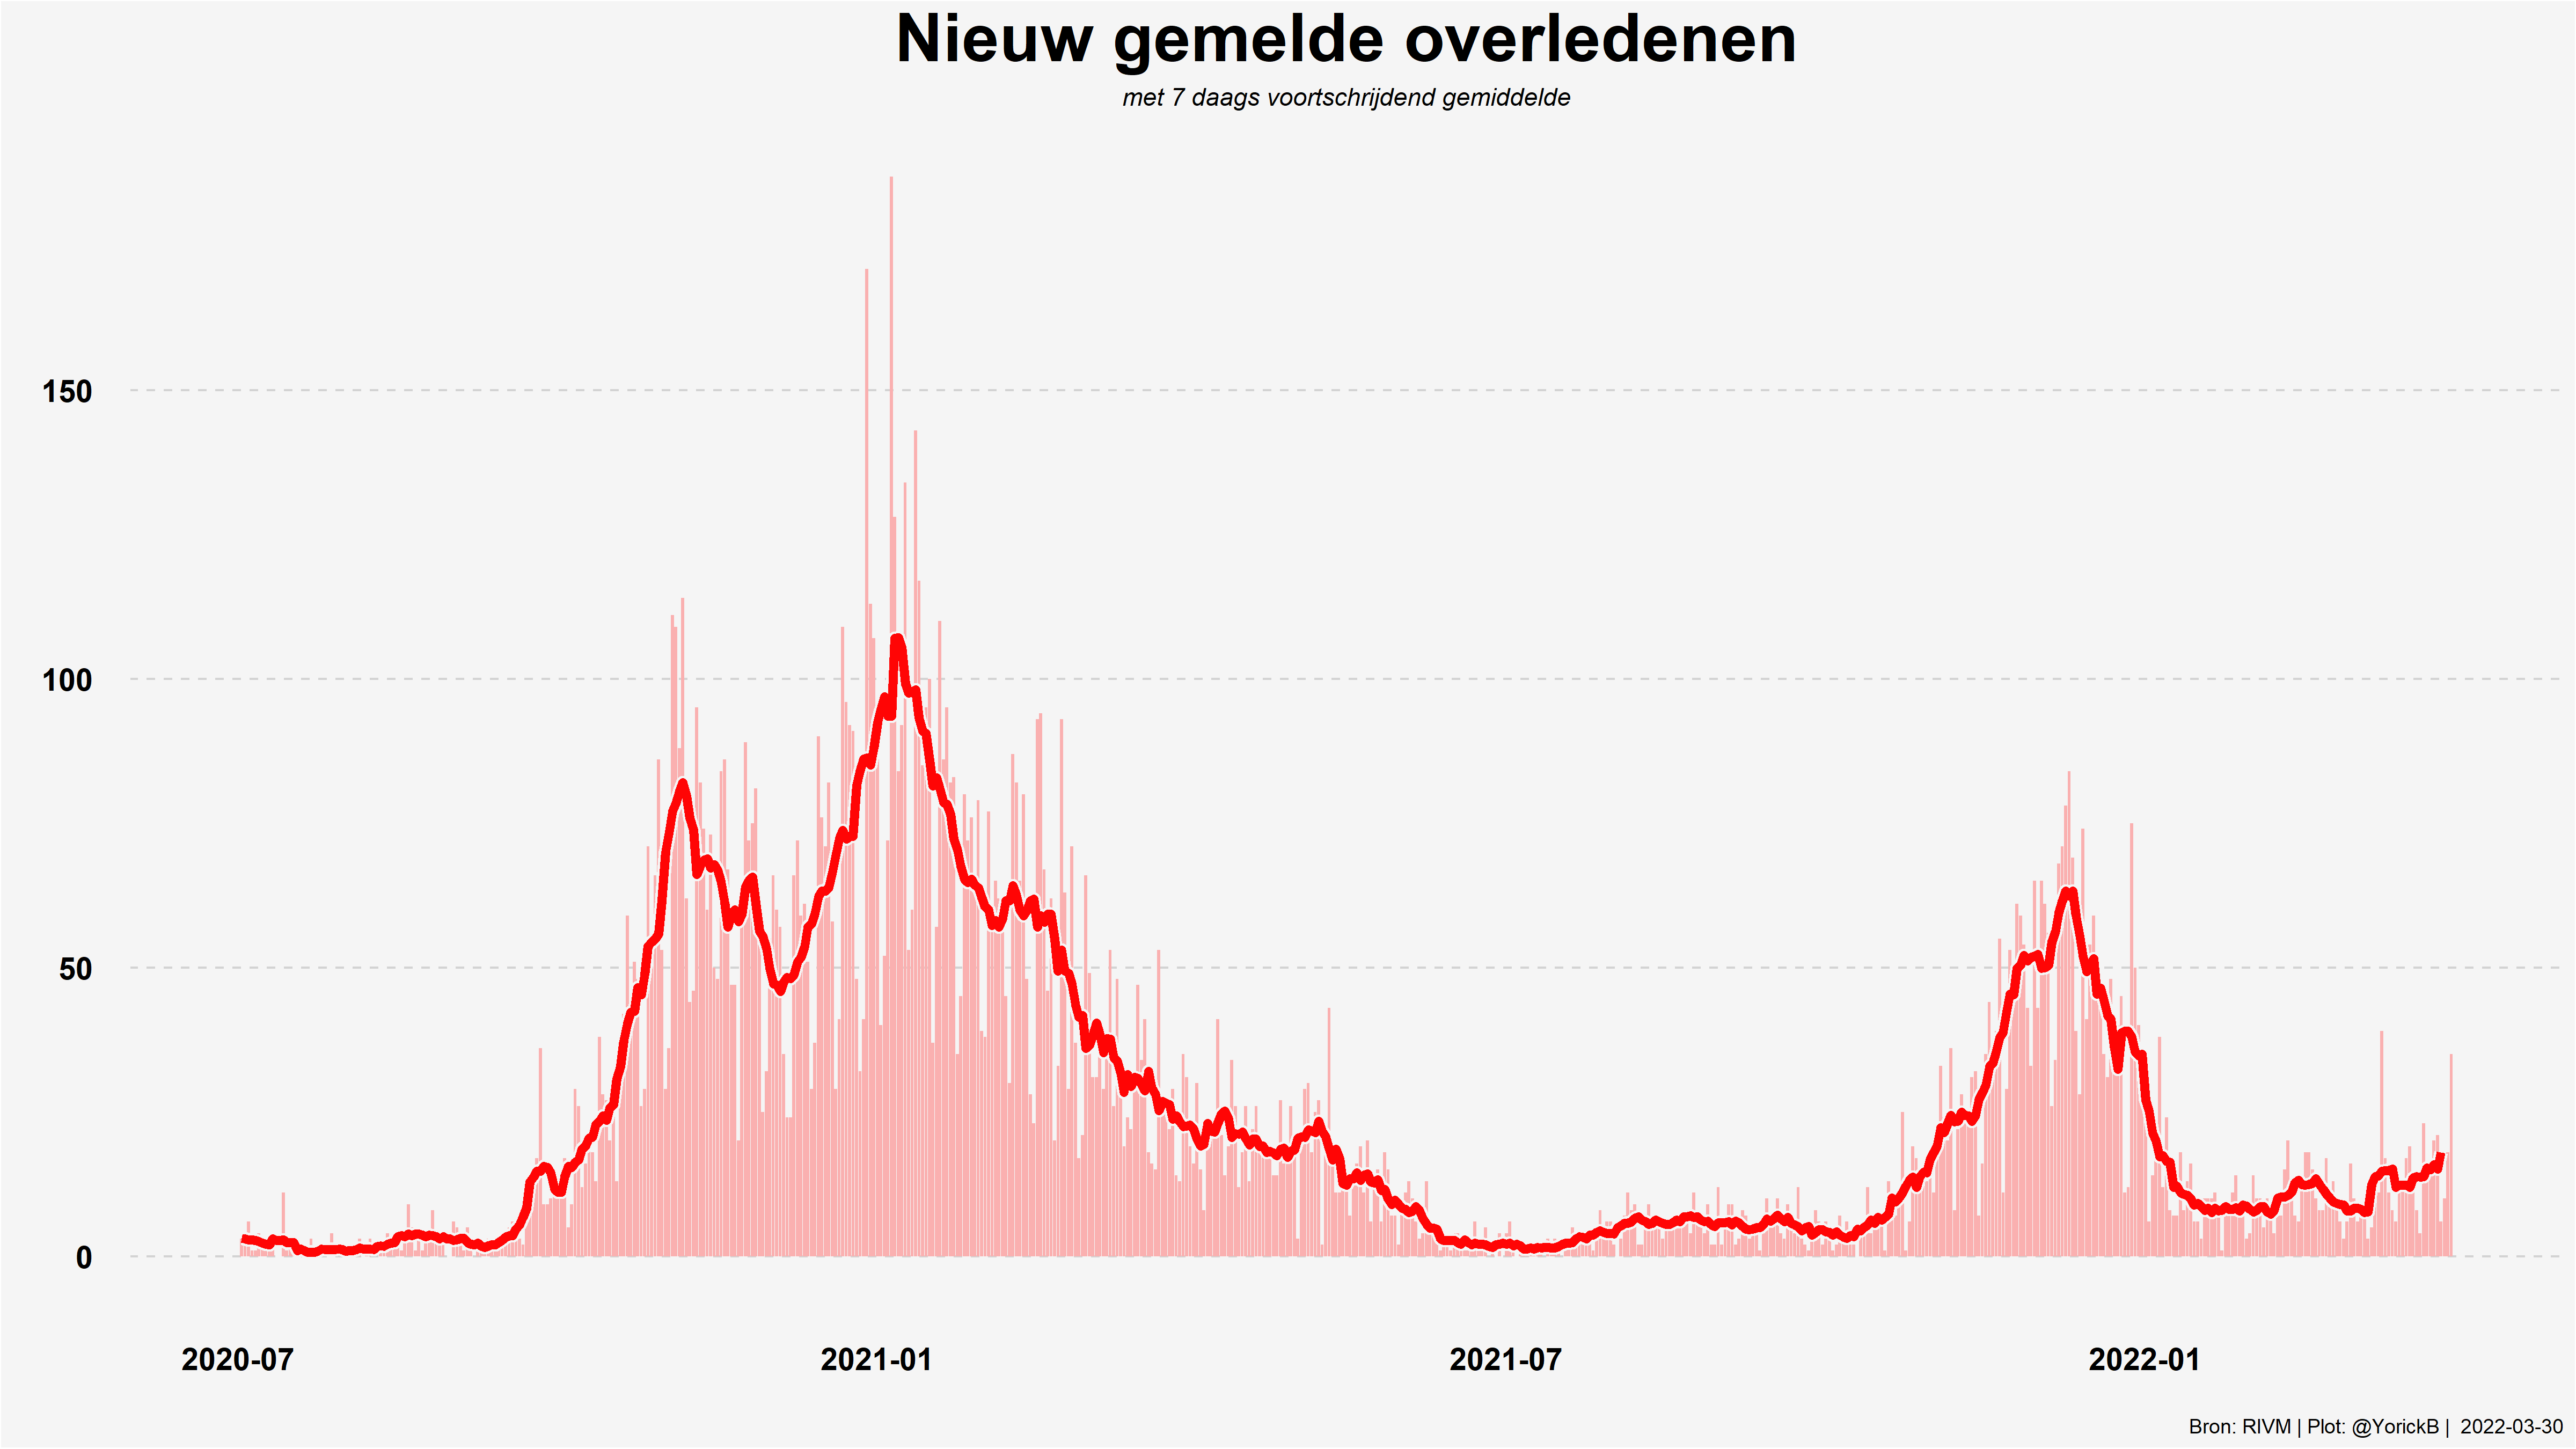 Nieuw gemelde overledenen
met 7 daags voortschrijdend gemiddelde
150
100
50
0
2020-07 2021-01 2021-07 2022-01
Bron: RIVM | Plot: @YorickB | 2022-03-30